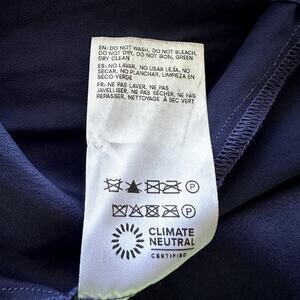 EN: DO NOT WASH, DO NOT BLEACH,
DO NOT DRY, DO NOT IRON, GREEN
DRY CLEAN
ES: NO LAVAR, NO USAR LEJÍA, NO
SECAR, NO PLANCHAR, LIMPIEZA EN
SECO VERDE
FR: NE PAS LAVER, NE PAS
JAVELLISER, NE PAS SÉCHER, NE PAS
REPASSER, NETTOYAGE À SEC VERT
P
P
CLIMATE
NEUTRAL
CERTIFIED